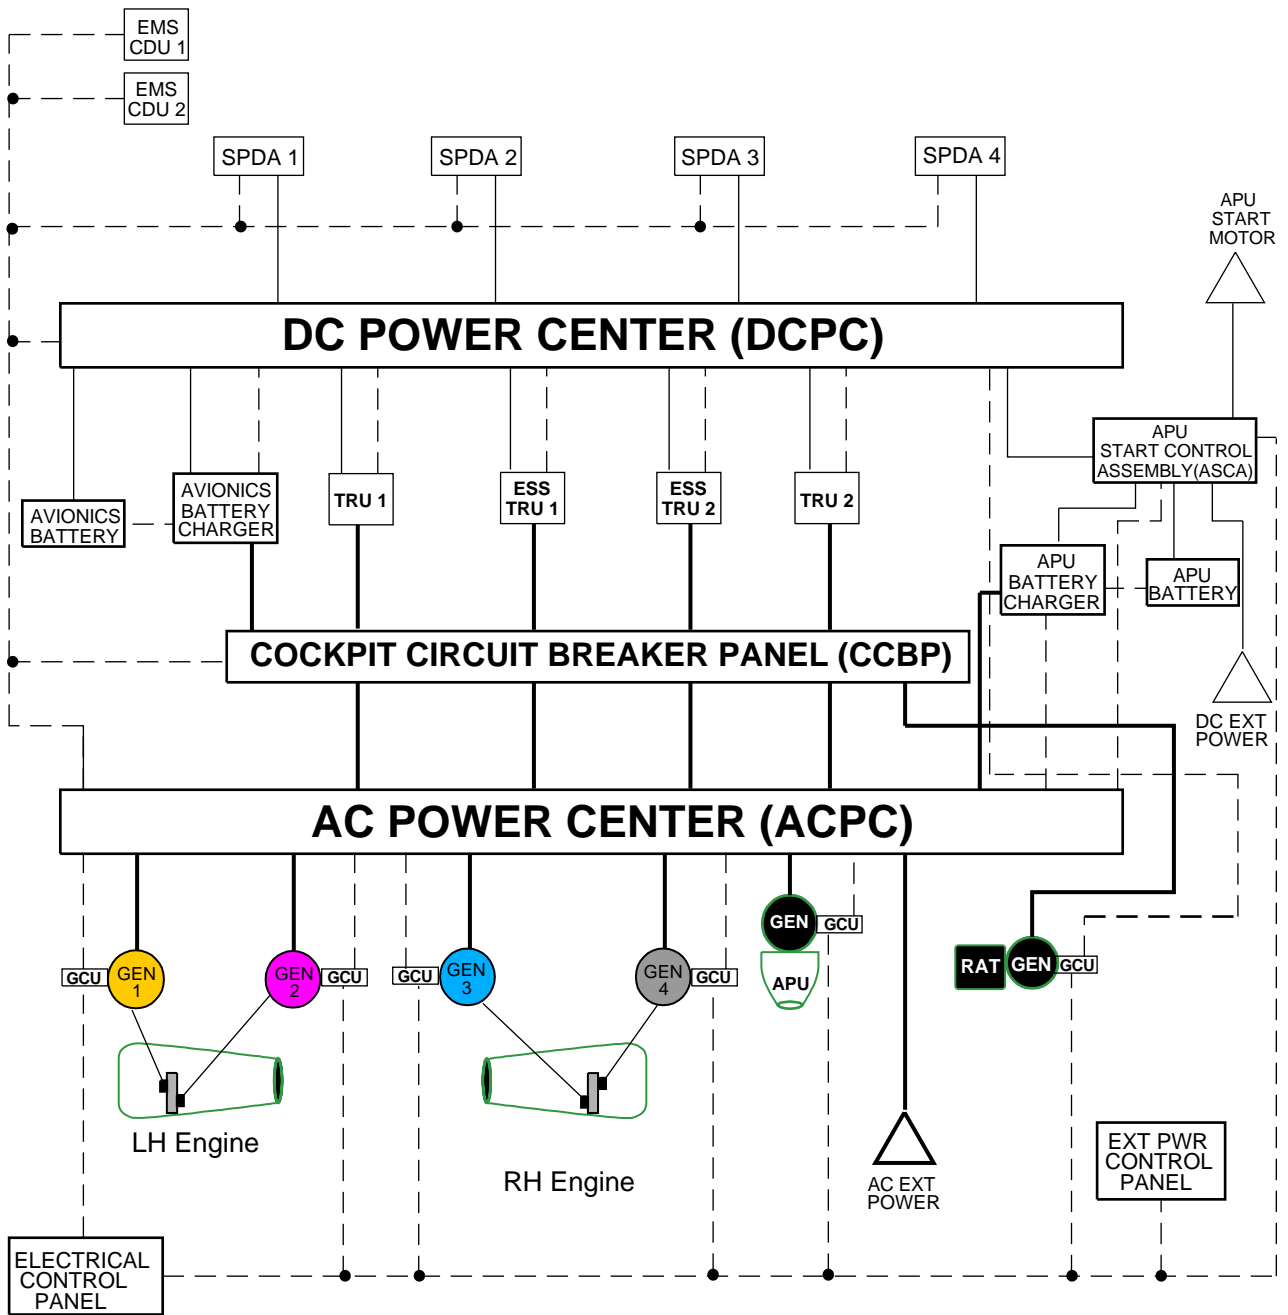 EMS
CDU 1
EMS
CDU 2
SPDA 1
SPDA 2
SPDA 3
SPDA 4
APU
START
MOTOR
DC POWER CENTER (DCPC)
APU
START CONTROL
ASSEMBLY(ASCA)
AVIONICS
BATTERY
AVIONICS
BATTERY
CHARGER
TRU 1
ESS
TRU 1
ESS
TRU 2
TRU 2
APU
BATTERY
CHARGER
APU
BATTERY
COCKPIT CIRCUIT BREAKER PANEL (CCBP)
DC EXT
POWER
AC POWER CENTER (ACPC)
GCU
GEN
1
GEN
2
GCU
GCU
GEN
3
GEN
4
GCU
GEN
GCU
APU
RAT
GEN
GCU
LH Engine
RH Engine
AC EXT
POWER
EXT PWR
CONTROL
PANEL
ELECTRICAL
CONTROL
PANEL